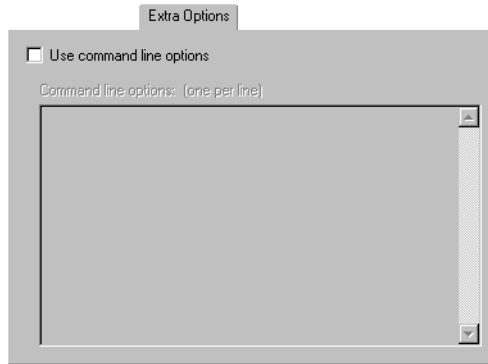 Extra Options
Use command line options
Command line options: (one per line)